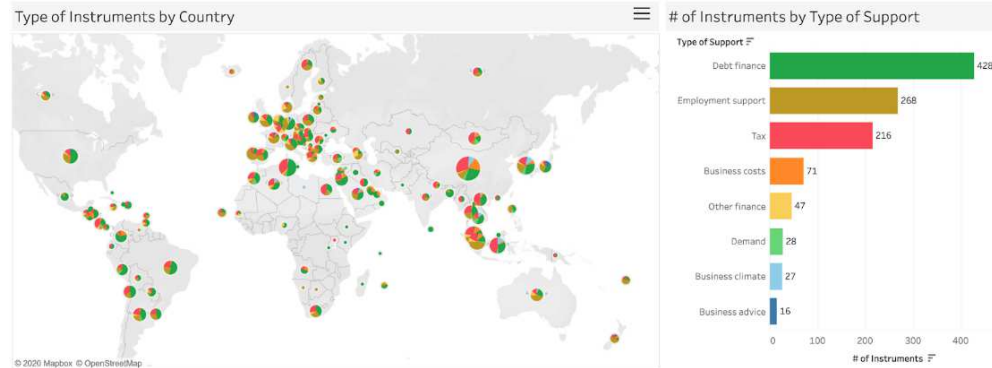 Type of Instruments by Country
© 2020 Mapbox © OpenStreetMap
# of Instruments by Type of Support
Type of Support
Debt finance 428
Employment support 268
Tax 216
Business costs 71
Other finance 47
Demand 28
Business climate 27
Business advice 16
0 100 200 300 400
# of Instruments